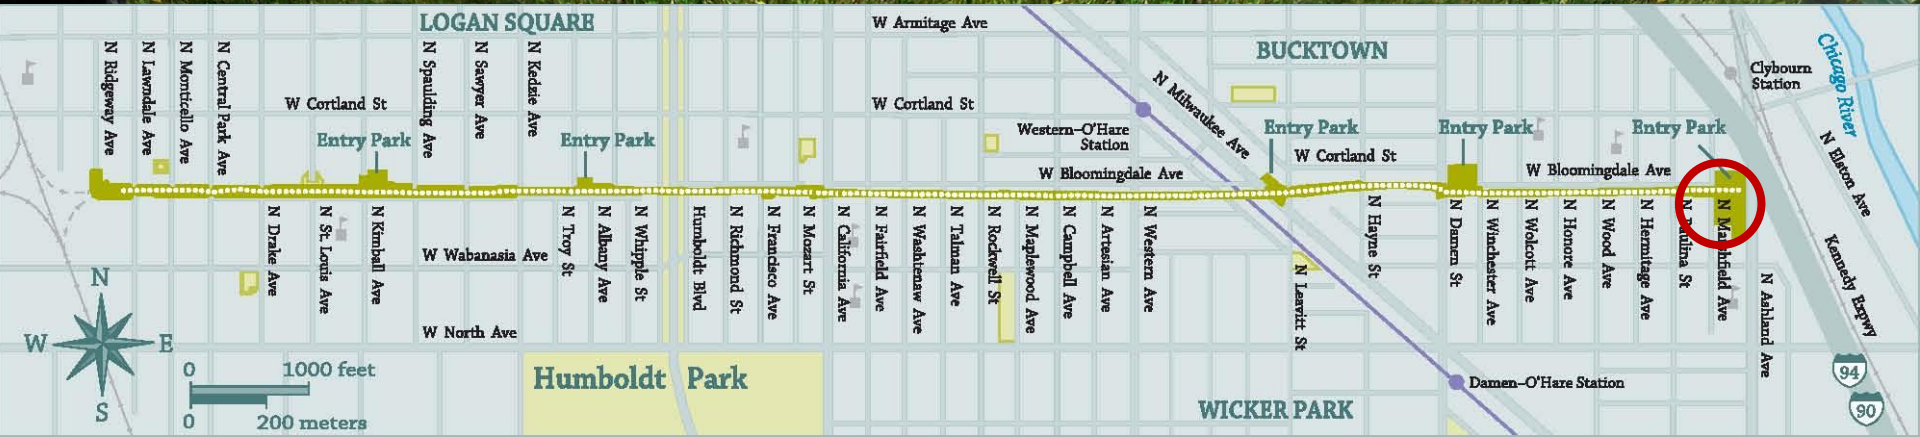 LOGAN SQUARE
W Armitage Ave
BUCKTOWN
Chicago River
Clybourn
Station
N Ridgeway Ave
N Lawndale Ave
N Monticello Ave
N Central Park Ave
N Spaulding Ave
N Sawyer Ave
N Kedzie Ave
W Cortland St
W Cortland St
N Milwaukee Ave
Entry Park
Entry Park
Western–O'Hare
Station
Entry Park
Entry Park
Entry Park
W Cortland St
N Elston Ave
W Bloomingdale Ave
W Bloomingdale Ave
N Drake Ave
N St. Louis Ave
N Kimball Ave
W Wabanasia Ave
N Troy St
N Albany Ave
N Whipple St
Humboldt Blvd
N Richmond St
N Francisco Ave
N Mozart St
N California Ave
N Fairfield Ave
N Washtenaw Ave
N Talman Ave
N Rockwell St
N Maplewood Ave
N Campbell Ave
N Artesian Ave
N Western Ave
N Leavitt St
N Hayne St
N Damen St
N Winchester Ave
N Wolcott Ave
N Honore Ave
N Wood Ave
N Hermitage Ave
N Paulina St
N Marshfield Ave
N Ashland Ave
Kennedy Expwy
W North Ave
N
W E
S
0 1000 feet
0 200 meters
Humboldt Park
Damen–O'Hare Station
WICKER PARK
94
90